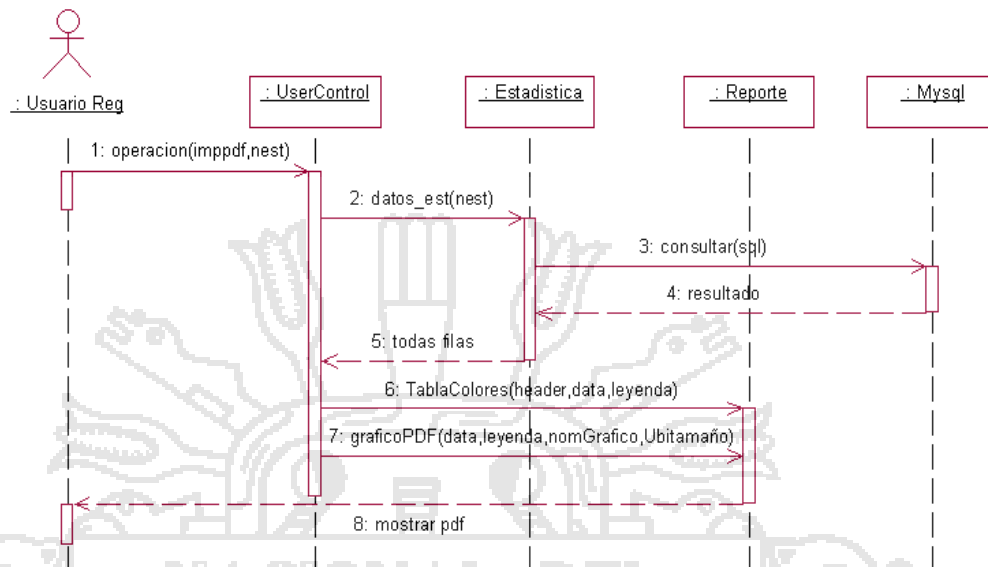 : Usuario Reg
: UserControl
: Estadistica
: Reporte
: Mysql
1: operacion(imppdf,nest)
2: datos_est(nest)
3: consultar(sql)
4: resultado
5: todas filas
6: TablaColores(header,data,leyenda)
7: graficoPDF(data,leyenda,nomGrafico,Ubitamaño)
8: mostrar pdf